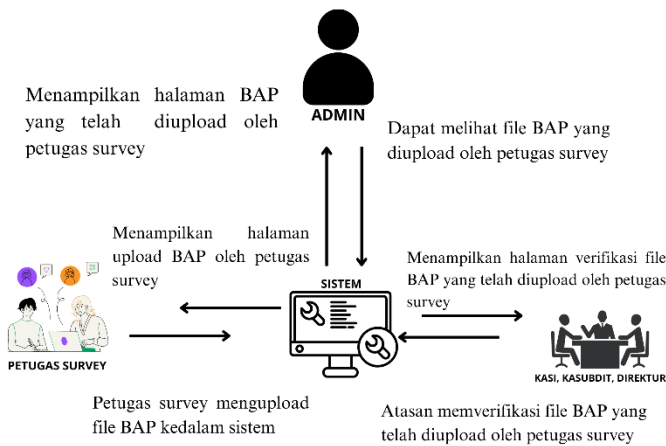 Menampilkan halaman BAP
yang telah diupload oleh
petugas survey
ADMIN
Dapat melihat file BAP yang
diupload oleh petugas survey
Menampilkan halaman
upload BAP oleh petugas
survey
SISTEM
Menampilkan halaman verifikasi file
BAP yang telah diupload oleh petugas
survey
PETUGAS SURVEY
KASI, KASUBDIT, DIREKTUR
Petugas survey mengupload
file BAP kedalam sistem
Atasan memverifikasi file BAP yang
telah diupload oleh petugas survey